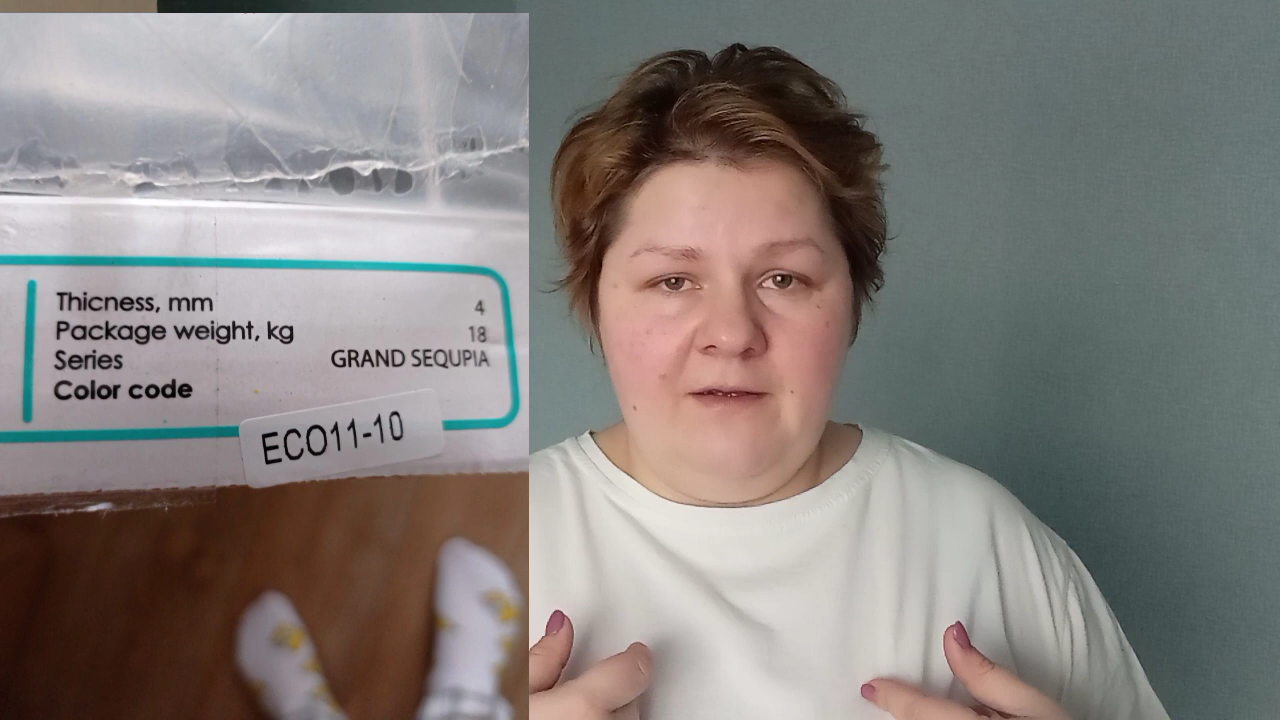 Thicness, mm 4
Package weight, kg 18
Series GRAND SEQUPIA
Color code
ECO11-10